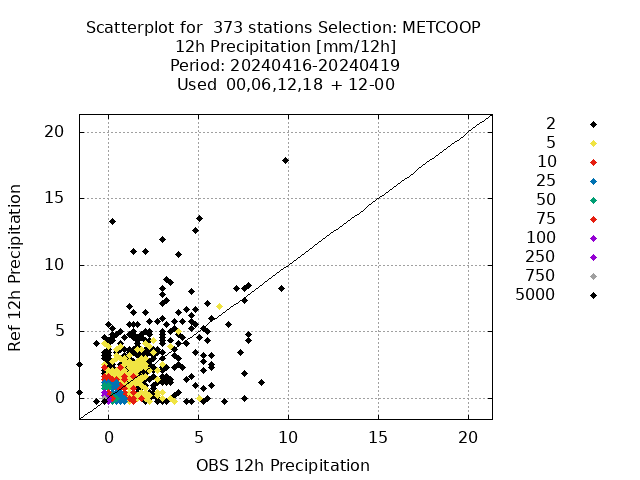 Scatterplot for 373 stations Selection: METCOOP
12h Precipitation [mm/12h]
Period: 20240416-20240419
Used 00,06,12,18 + 12-00
2
5
10
25
50
75
100
250
750
5000
20
15
10
5
0
Ref 12h Precipitation
0 5 10 15 20
OBS 12h Precipitation